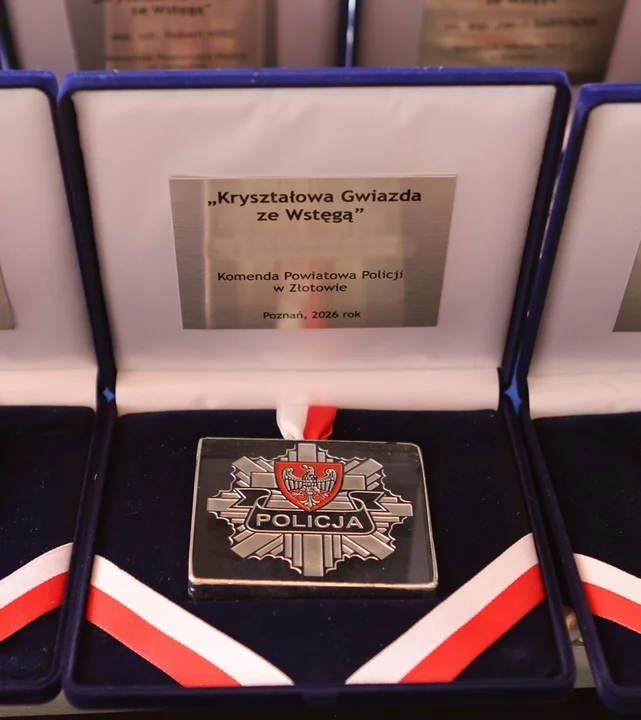 ze Wstęgą”
„Kryształowa Gwiazda
ze Wstęgą”
Komenda Powiatowa Policji
w Złotowie
Poznań, 2026 rok
POLICJA